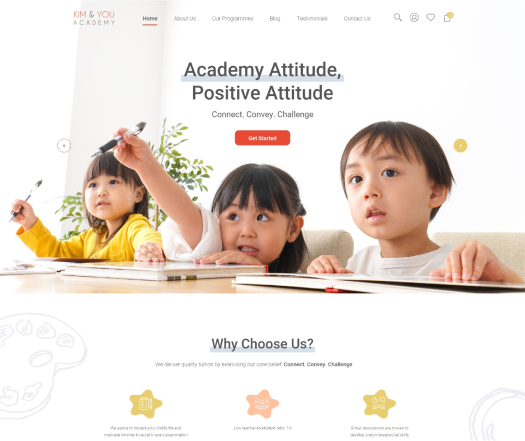 KIM & YOU
ACADEMY
Home About Us Our Programmes Blog Testimonials Contact Us
Academy Attitude,
Positive Attitude
Connect. Convey. Challenge
Get Started
Why Choose Us?
We deliver quality tuition by exercising our core belief: Connect. Convey. Challenge
We aspire to impact your child's life and
motivate him/her to excel in every examination
Low teacher-to-student ratio: 1:6
Group discussions are proven to
develop one's independent skills